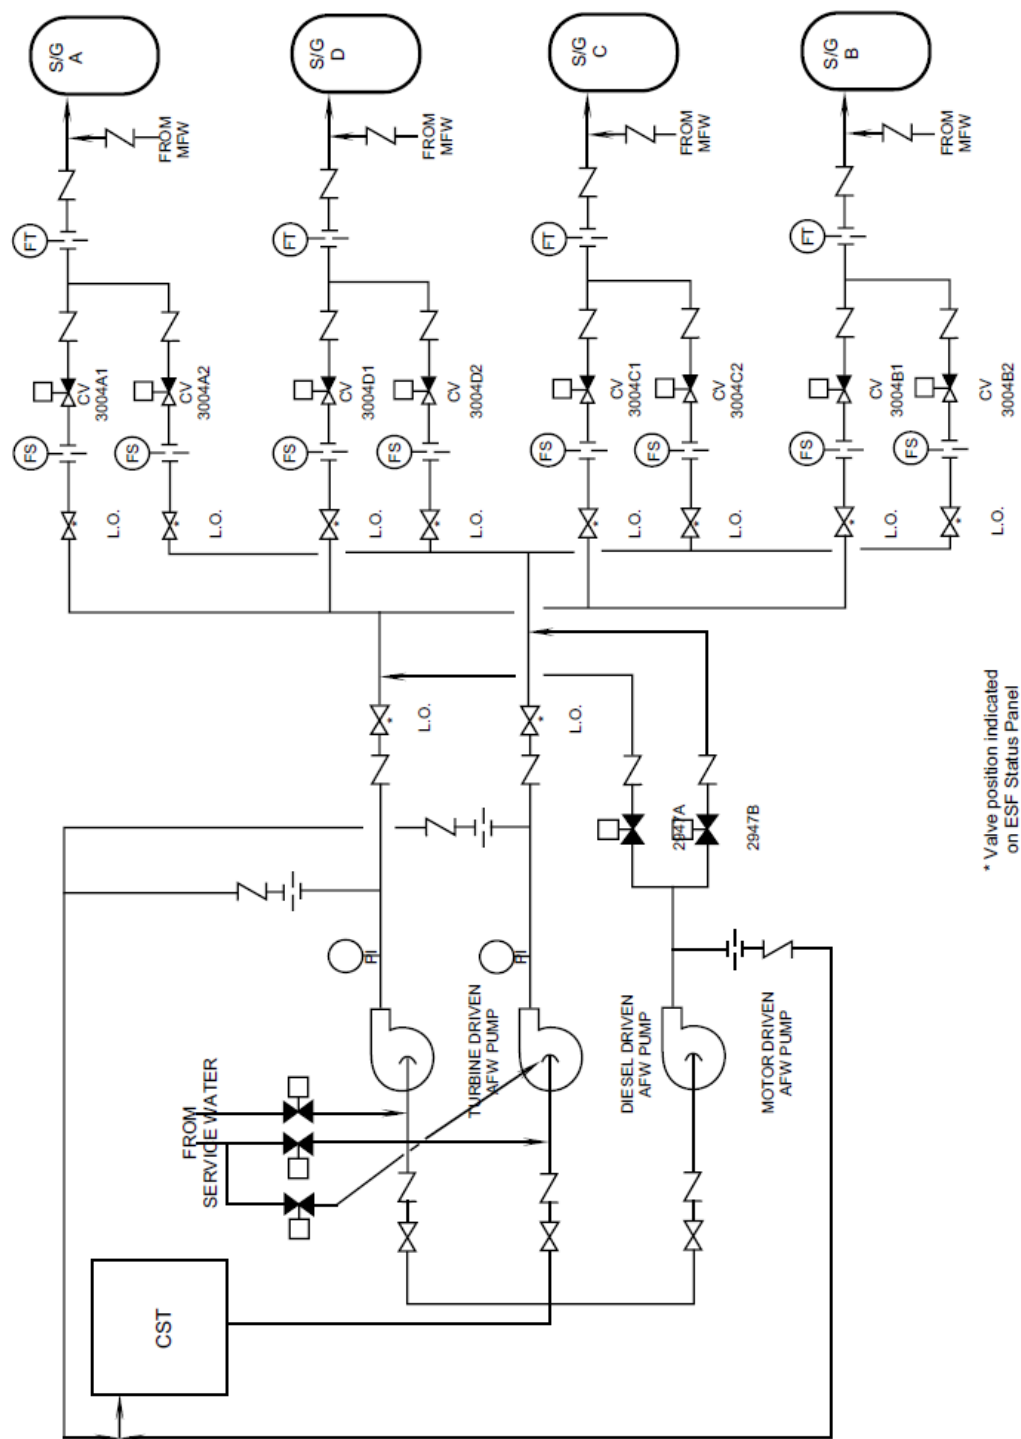 S/G
A
S/G
D
S/G
C
S/G
B
FROM
MFW
FROM
MFW
FROM
MFW
FROM
MFW
FT
FT
FT
FT
CV
3004A1
CV
3004A2
CV
3004D1
CV
3004D2
CV
3004C1
CV
3004C2
CV
3004B1
CV
3004B2
FS
FS
FS
FS
FS
FS
FS
FS
*
*
*
*
*
*
*
*
L.O.
L.O.
L.O.
L.O.
L.O.
L.O.
L.O.
L.O.
*
*
L.O.
L.O.
2947A
2947B
* Valve position indicated
on ESF Status Panel
PI
PI
TURBINE DRIVEN
AFW PUMP
DIESEL DRIVEN
AFW PUMP
MOTOR DRIVEN
AFW PUMP
FROM
SERVICE WATER
CST